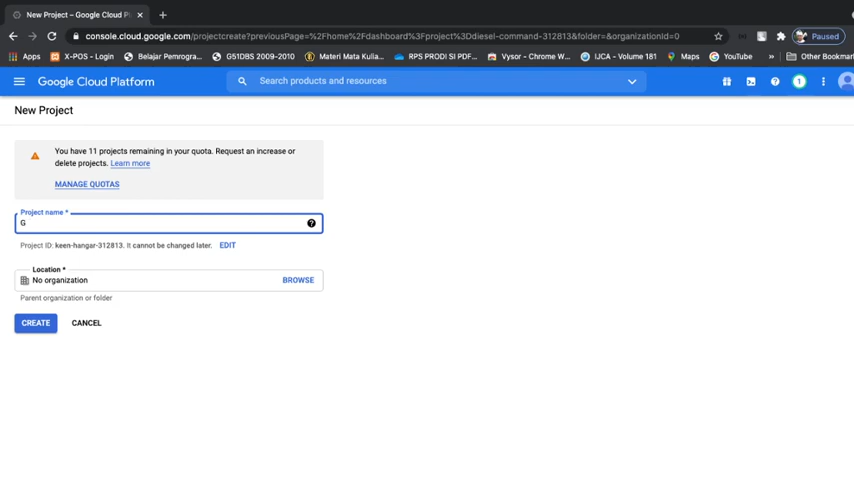 New Project – Google Cloud Pl
console.cloud.google.com/projectcreate?previousPage=%2Fhome%2Fdashboard%3Fproject%3Ddiesel-command-312813&folder=&organizationId=0
Paused
Apps X-POS – Login Belajar Pemrogra... G51DBS 2009-2010 Materi Mata Kulia... RPS PRODI SI PDF... Vysor - Chrome W... IJCA - Volume 181 Maps YouTube » Other Bookmar
Google Cloud Platform Search products and resources 1
New Project
You have 11 projects remaining in your quota. Request an increase or
delete projects. Learn more
MANAGE QUOTAS
Project name *
G
Project ID: keen-hangar-312813. It cannot be changed later. EDIT
Location *
No organization BROWSE
Parent organization or folder
CREATE CANCEL